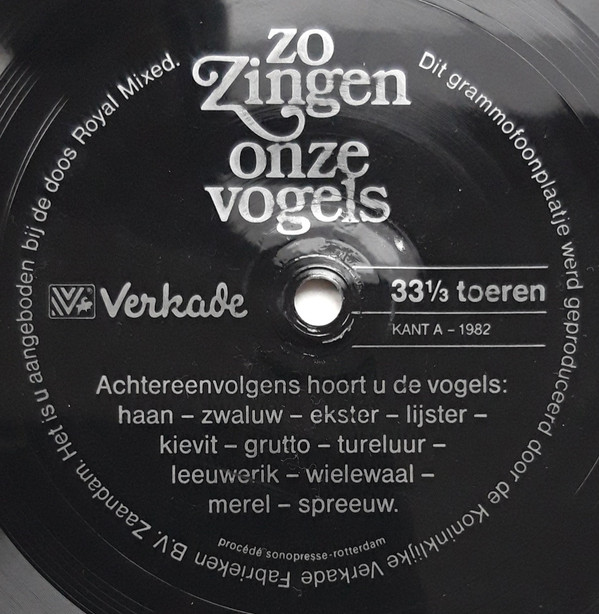 zo
Zingen
onze
vogels
Verkade
33⅓ toeren
KANT A – 1982
Achtereenvolgens hoort u de vogels:
haan – zwaluw – ekster – lijster –
kievit – grutto – tureluur –
leeuwerik – wielewaal –
merel – spreeuw.
procédé sonopresse-rotterdam
Dit grammofoonplaatje werd geproduceerd door de Koninklijke Verkade Fabrieken B.V. Zaandam. Het is u aangeboden bij de doos Royal Mixed.